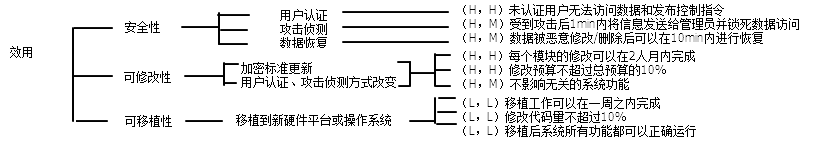 效用
安全性
用户认证
（H，H）未认证用户无法访问数据和发布控制指令
攻击侦测
（H，M）受到攻击后1min内将信息发送给管理员并锁死数据访问
数据恢复
（H，M）数据被恶意修改/删除后可以在10min内进行恢复
可修改性
加密标准更新
用户认证、攻击侦测方式改变
（H，H）每个模块的修改可以在2人月内完成
（H，H）修改预算不超过总预算的10%
（H，M）不影响无关的系统功能
可移植性
移植到新硬件平台或操作系统
（L，L）移植工作可以在一周之内完成
（L，L）修改代码量不超过10%
（L，L）移植后系统所有功能都可以正确运行